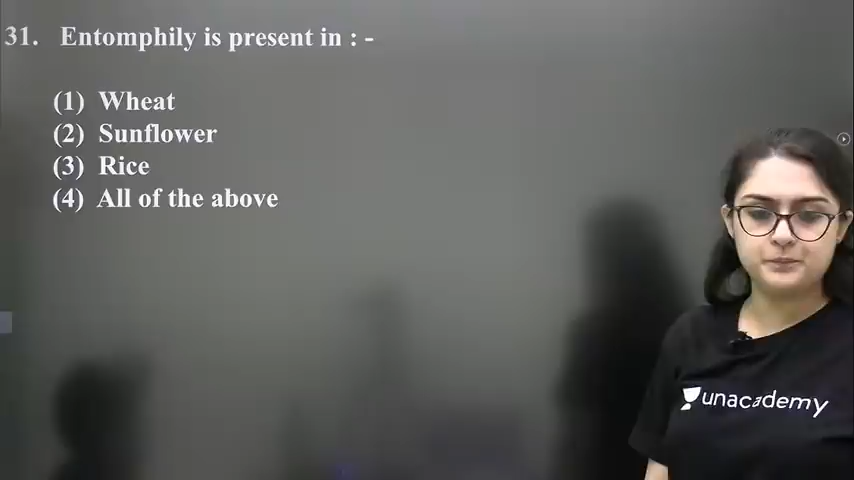 31. Entomphily is present in : -
(1) Wheat
(2) Sunflower
(3) Rice
(4) All of the above
unacademy